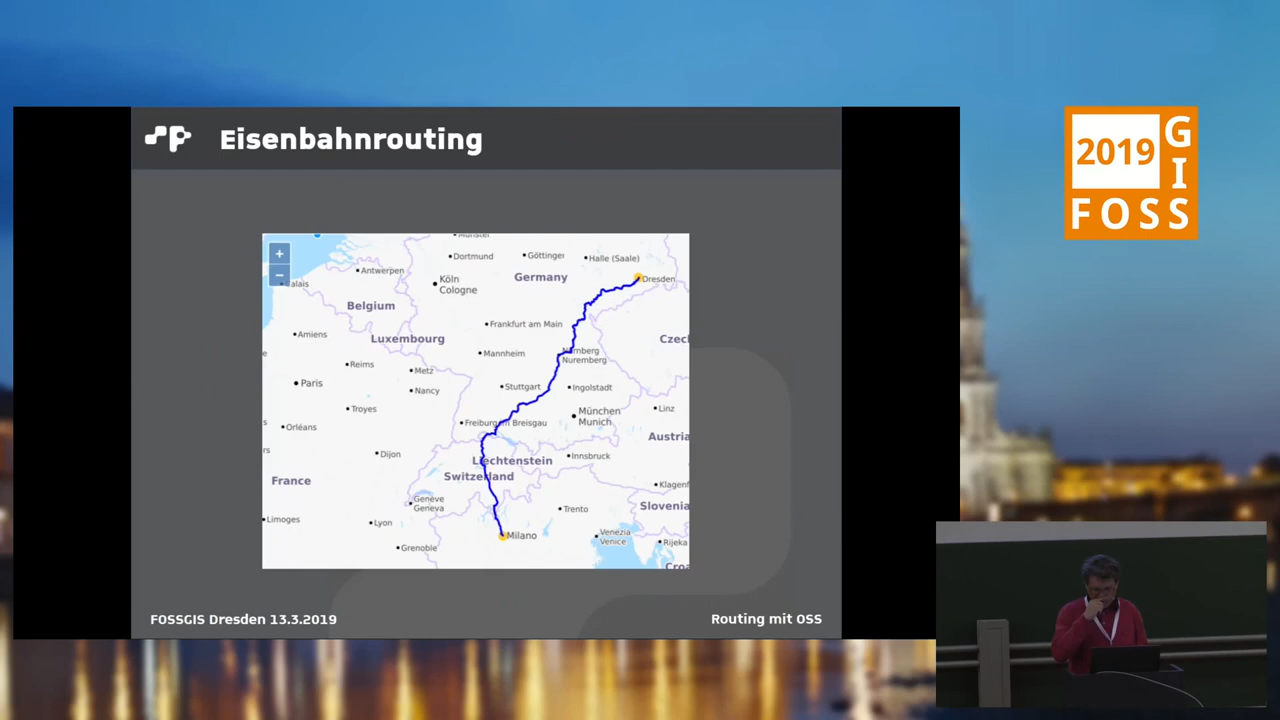 Eisenbahnrouting
2019
G
I
FOSS
+
−
Dortmund
Göttingen
Halle (Saale)
Antwerpen
Germany
Dresden
Calais
Köln
Cologne
Belgium
Amiens
Luxembourg
Frankfurt am Main
Czech
Mannheim
Nürnberg
Nuremberg
Reims
Metz
Paris
Nancy
Stuttgart
Ingolstadt
Troyes
München
Munich
Linz
Orléans
Freiburg im Breisgau
Austria
Dijon
Liechtenstein
Innsbruck
France
Switzerland
Klagenf
Genève
Geneva
Trento
Slovenia
Limoges
Lyon
Milano
Venezia
Venice
Rijeka
Grenoble
Croa
FOSSGIS Dresden 13.3.2019
Routing mit OSS